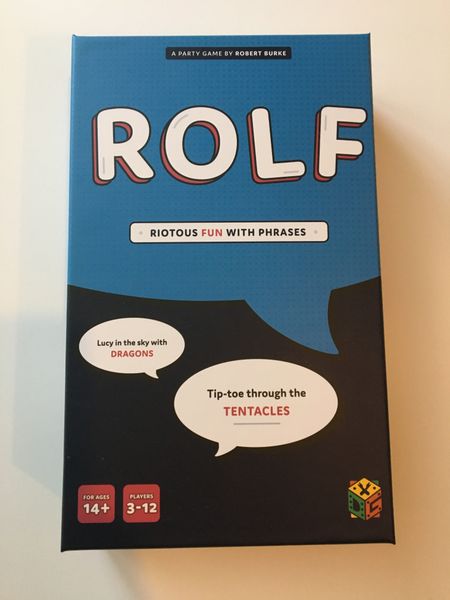 A PARTY GAME BY ROBERT BURKE
ROLF
RIOTOUS FUN WITH PHRASES
Lucy in the sky with
DRAGONS
Tip-toe through the
TENTACLES
FOR AGES
14+
PLAYERS
3-12